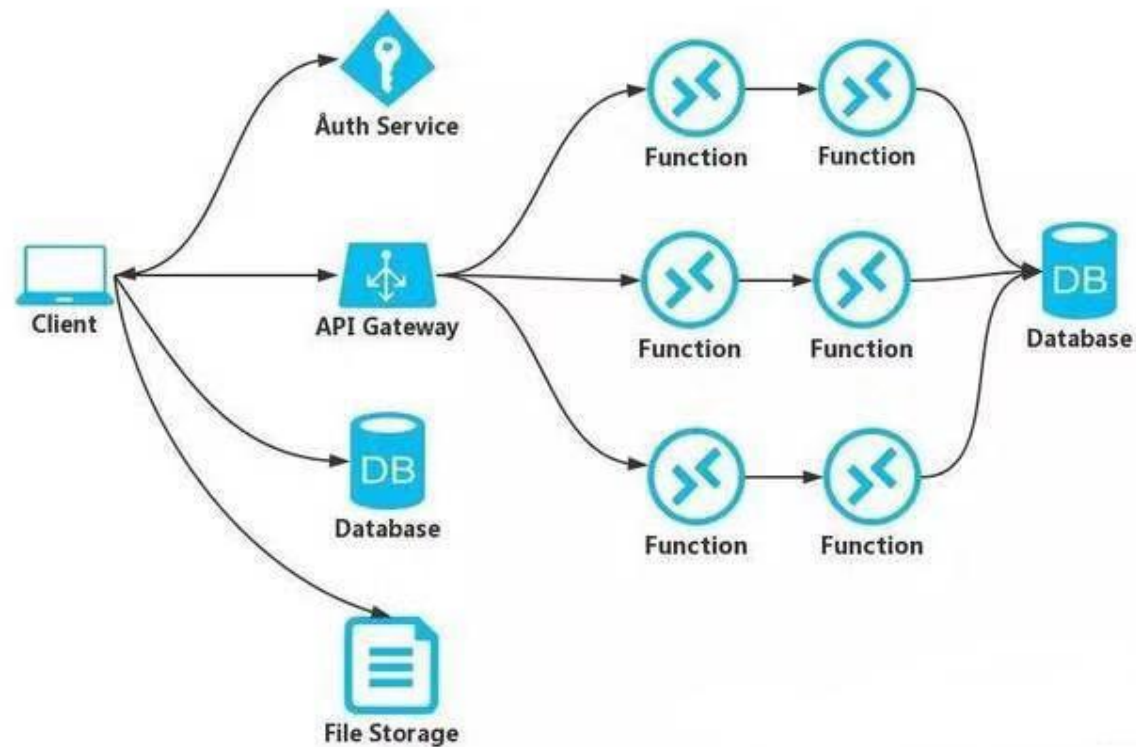 Åuth Service
Function
Function
Client
API Gateway
Function
Function
DB
Database
DB
Database
Function
Function
File Storage